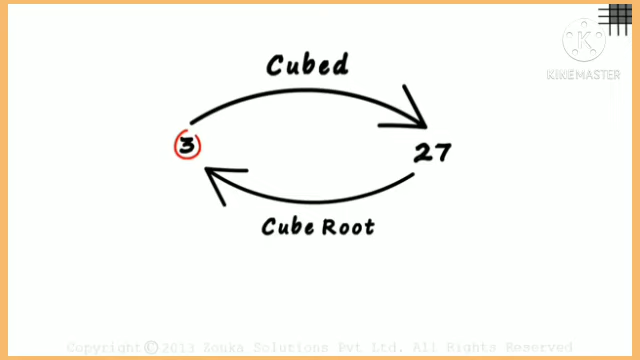 Cubed
K
KINEMASTER
3
27
Cube Root
Copyright © 2013 Zouka Solutions Pvt Ltd. All Rights Reserved